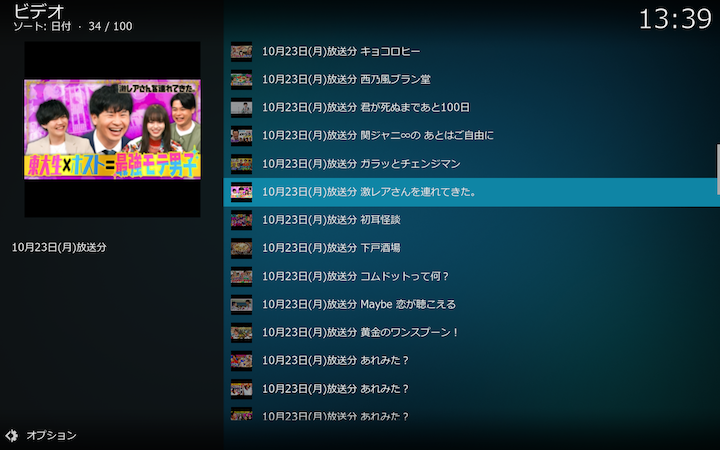 ビデオ
ソート: 日付 · 34 / 100
13:39
激レアさんを連れてきた。
東大生×ホスト=最強モテ男子
10月23日(月)放送分
10月23日(月)放送分 キョコロヒー
10月23日(月)放送分 西乃風ブラン堂
10月23日(月)放送分 君が死ぬまであと100日
10月23日(月)放送分 関ジャニ∞の あとはご自由に
10月23日(月)放送分 ガラッとチェンジマン
10月23日(月)放送分 激レアさんを連れてきた。
10月23日(月)放送分 初耳怪談
10月23日(月)放送分 下戸酒場
10月23日(月)放送分 コムドットって何？
10月23日(月)放送分 Maybe 恋が聴こえる
10月23日(月)放送分 黄金のワンスプーン！
10月23日(月)放送分 あれみた？
10月23日(月)放送分 あれみた？
10月23日(月)放送分 あれみた？
オプション